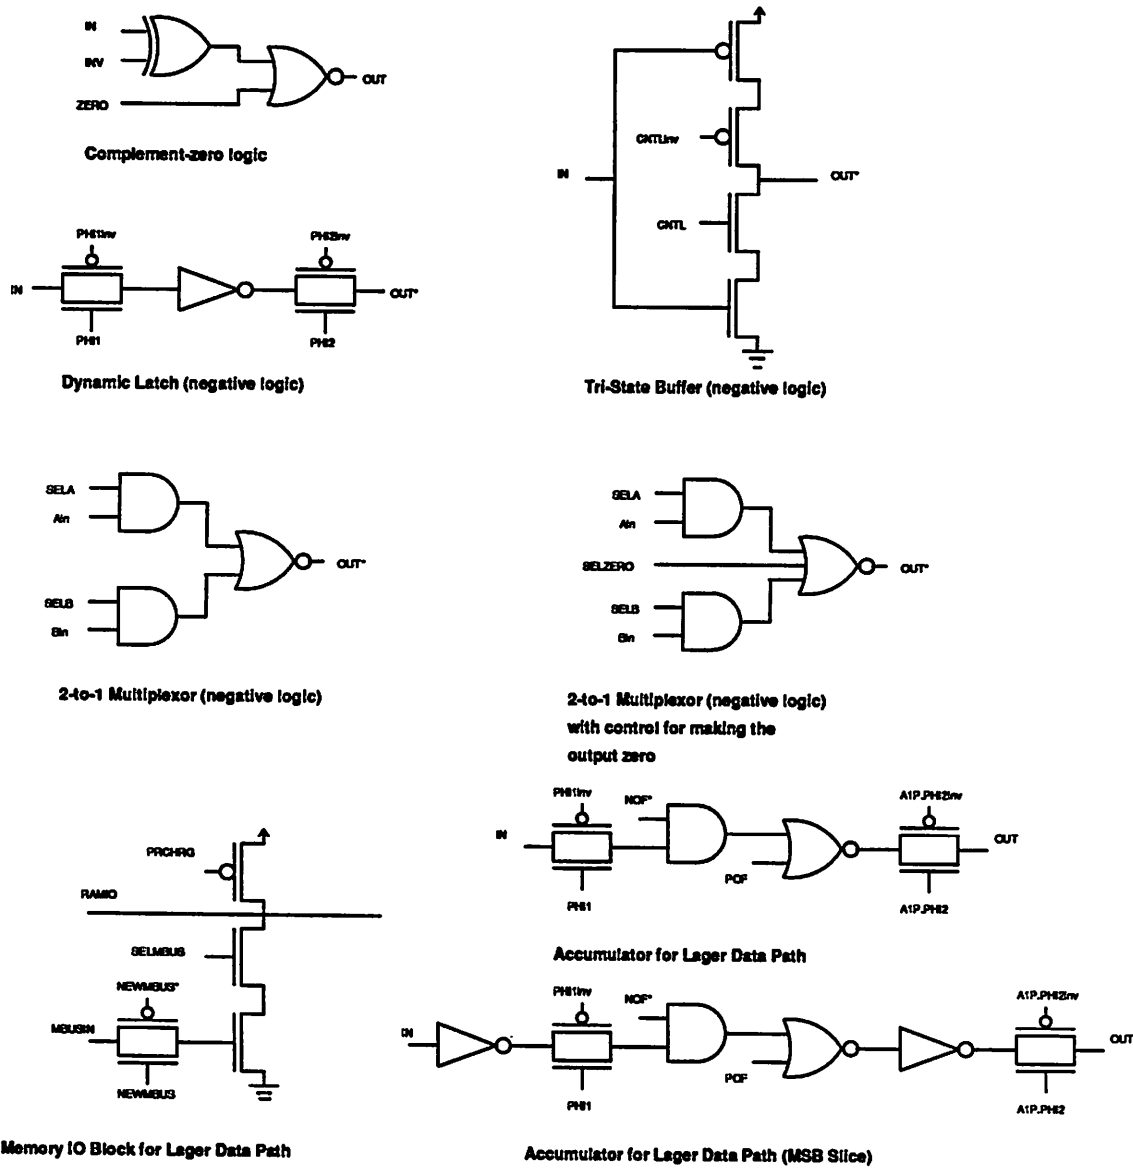 IN
INV
ZERO
OUT
Complement-zero logic
CNTLinv
IN
OUT*
CNTL
Tri-State Buffer (negative logic)
PHI1inv
PHI2inv
IN
OUT*
PHI1
PHI2
Dynamic Latch (negative logic)
SELA
Ain
OUT*
SELB
Bin
2-to-1 Multiplexor (negative logic)
SELA
Ain
SELZERO
OUT*
SELB
Bin
2-to-1 Multiplexor (negative logic)
with control for making the
output zero
PRCHRG
RAMIO
SELMBUS
NEWMBUS*
MBUSIN
NEWMBUS
Memory IO Block for Lager Data Path
PHI1inv
NOF*
A1P.PHI2inv
IN
OUT
POF
PHI1
A1P.PHI2
Accumulator for Lager Data Path
PHI1inv
NOF*
A1P.PHI2inv
IN
OUT
POF
PHI1
A1P.PHI2
Accumulator for Lager Data Path (MSB Slice)